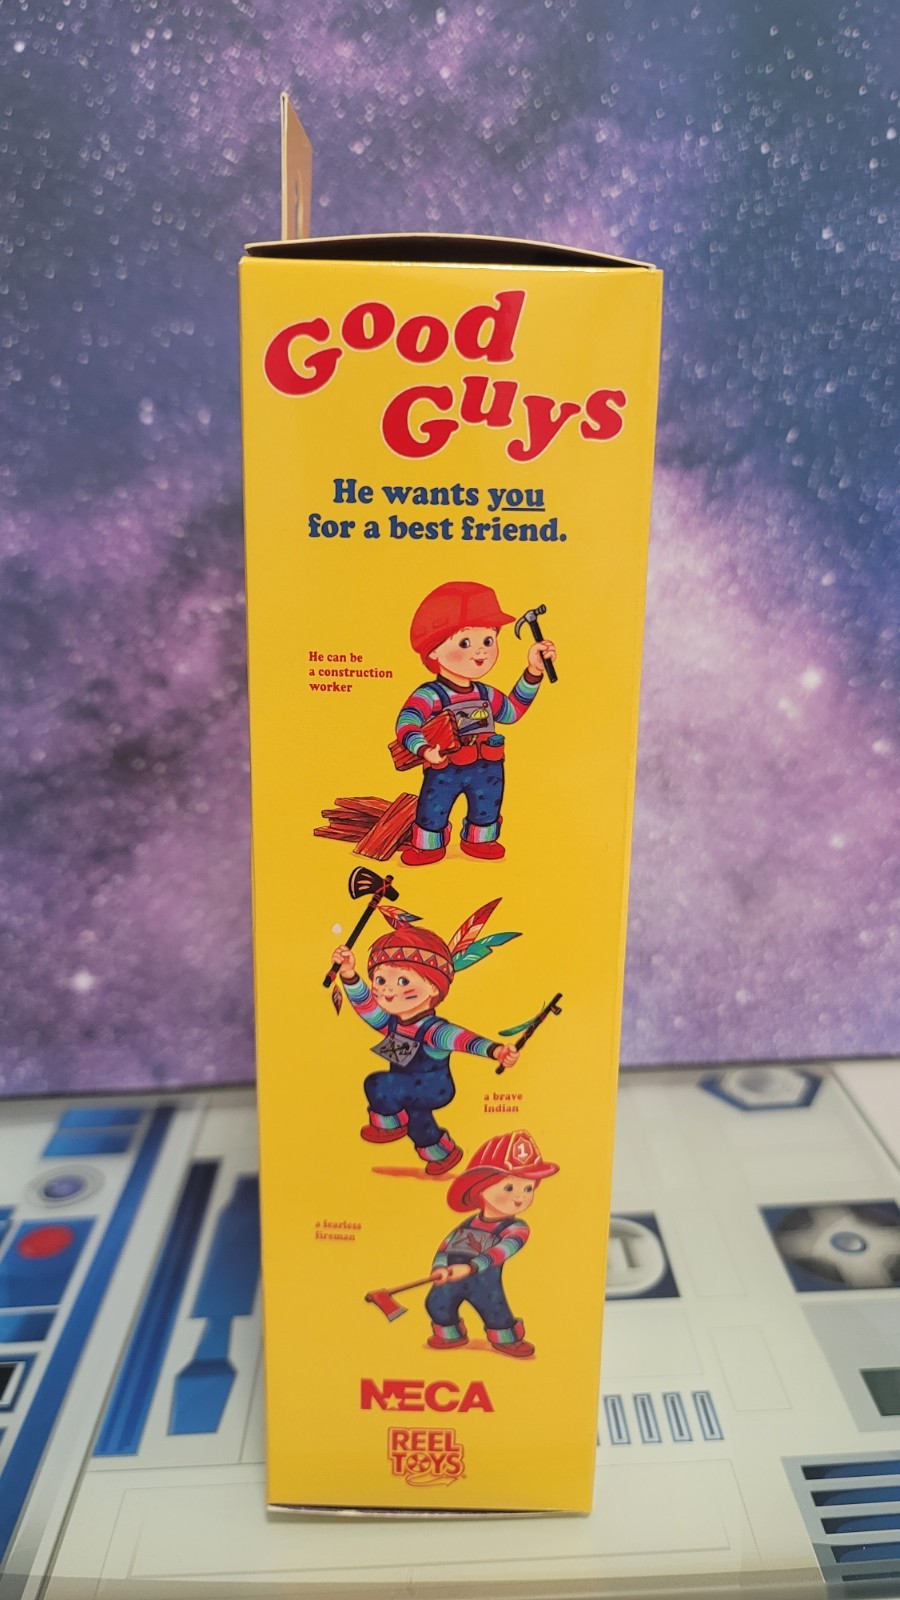 Good
Guys
He wants you
for a best friend.
He can be
a construction
worker
a brave
Indian
1
a fearless
fireman
NECA
REEL
TOYS